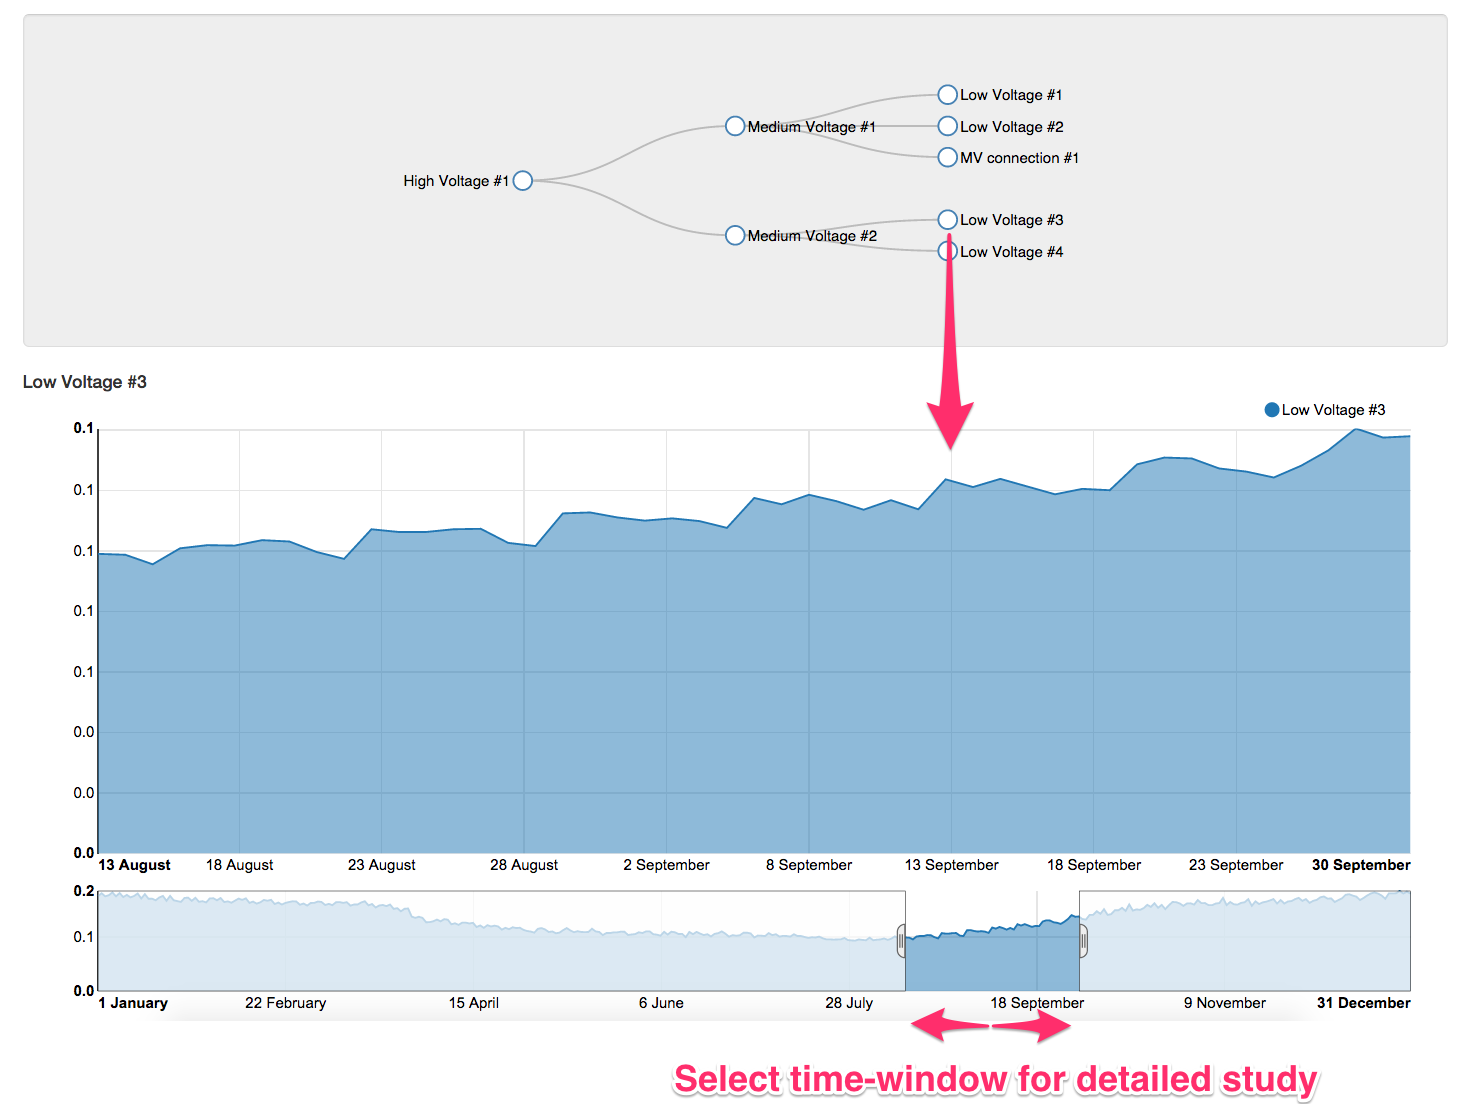 Low Voltage #1
Medium Voltage #1
Low Voltage #2
MV connection #1
High Voltage #1
Low Voltage #3
Medium Voltage #2
Low Voltage #4
Low Voltage #3
Low Voltage #3
0.1
0.1
0.1
0.1
0.1
0.0
0.0
0.0
13 August 18 August 23 August 28 August 2 September 8 September 13 September 18 September 23 September 30 September
0.2
0.1
0.0
1 January 22 February 15 April 6 June 28 July 18 September 9 November 31 December
Select time-window for detailed study